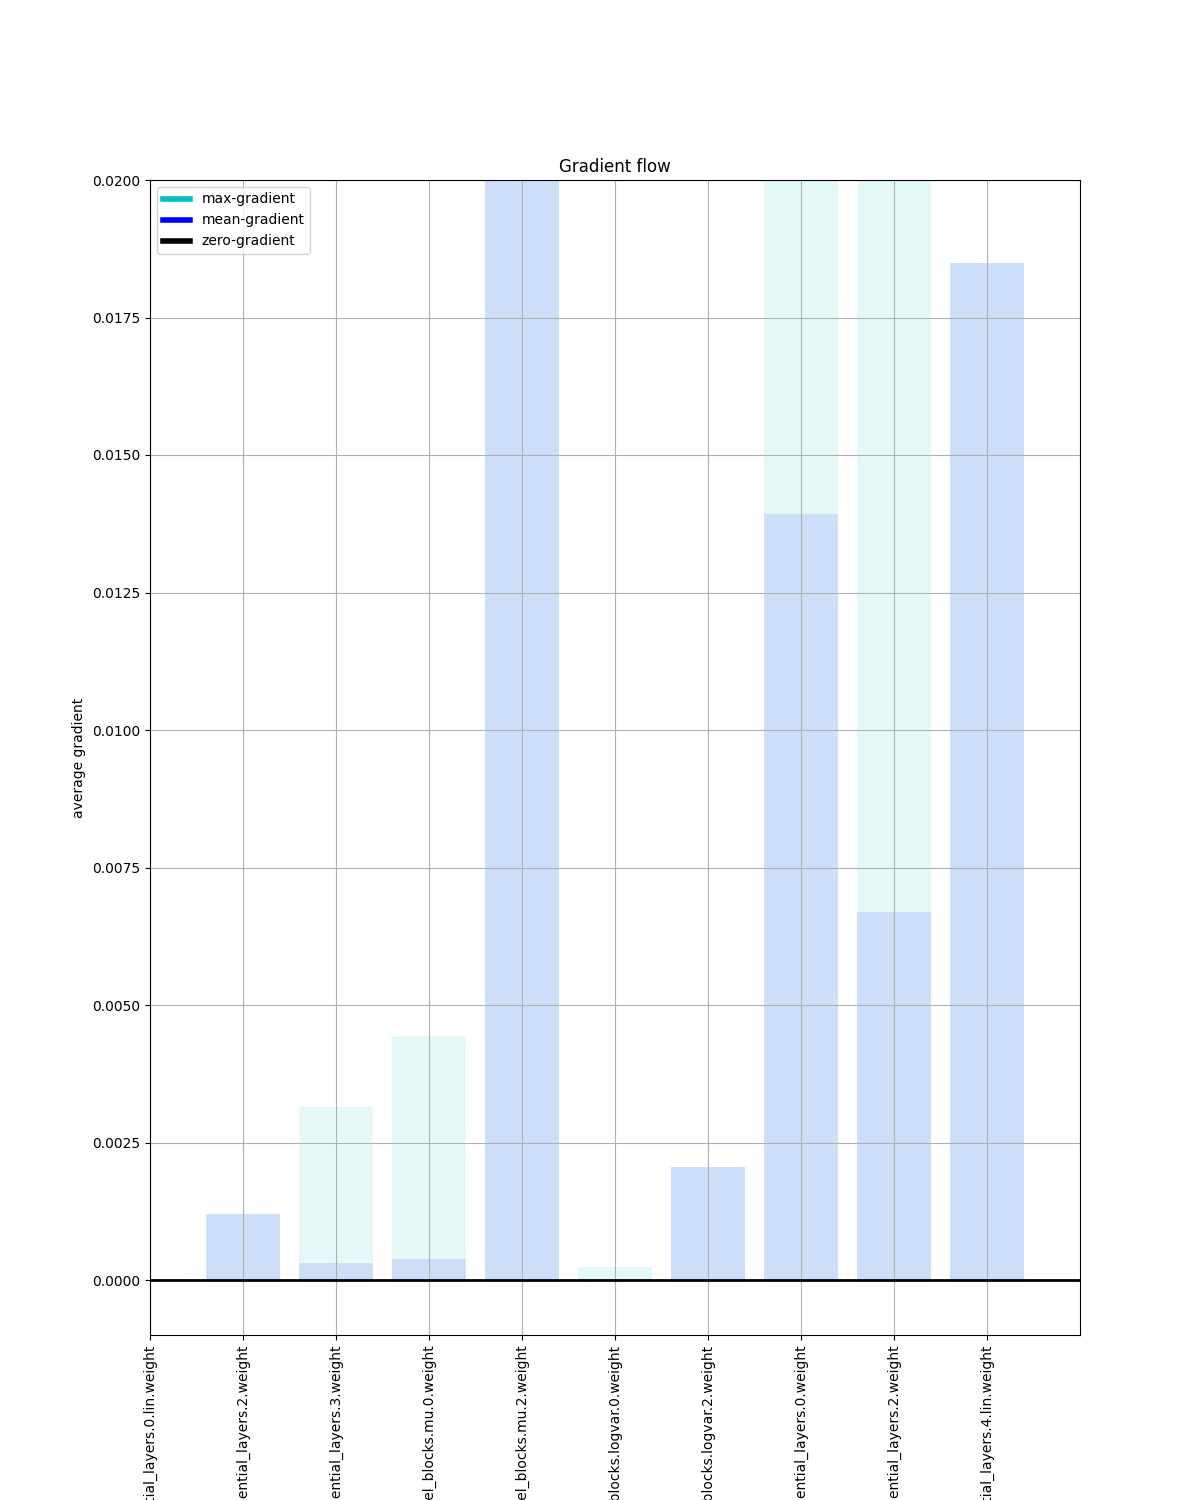 Gradient flow
max-gradient
mean-gradient
zero-gradient
0.0200
0.0175
0.0150
0.0125
0.0100
0.0075
0.0050
0.0025
0.0000
average gradient
tial_layers.0.lin.weight
ential_layers.2.weight
ential_layers.3.weight
el_blocks.mu.0.weight
el_blocks.mu.2.weight
blocks.logvar.0.weight
blocks.logvar.2.weight
ential_layers.0.weight
ential_layers.2.weight
tial_layers.4.lin.weight